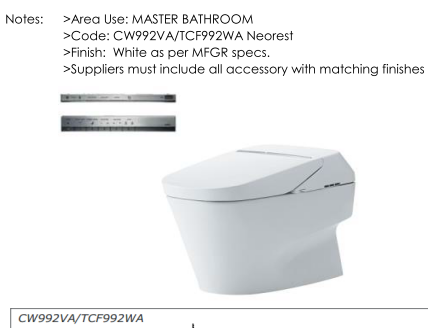 Notes: >Area Use: MASTER BATHROOM
>Code: CW992VA/TCF992WA Neorest
>Finish: White as per MFGR specs.
>Suppliers must include all accessory with matching finishes
CW992VA/TCF992WA